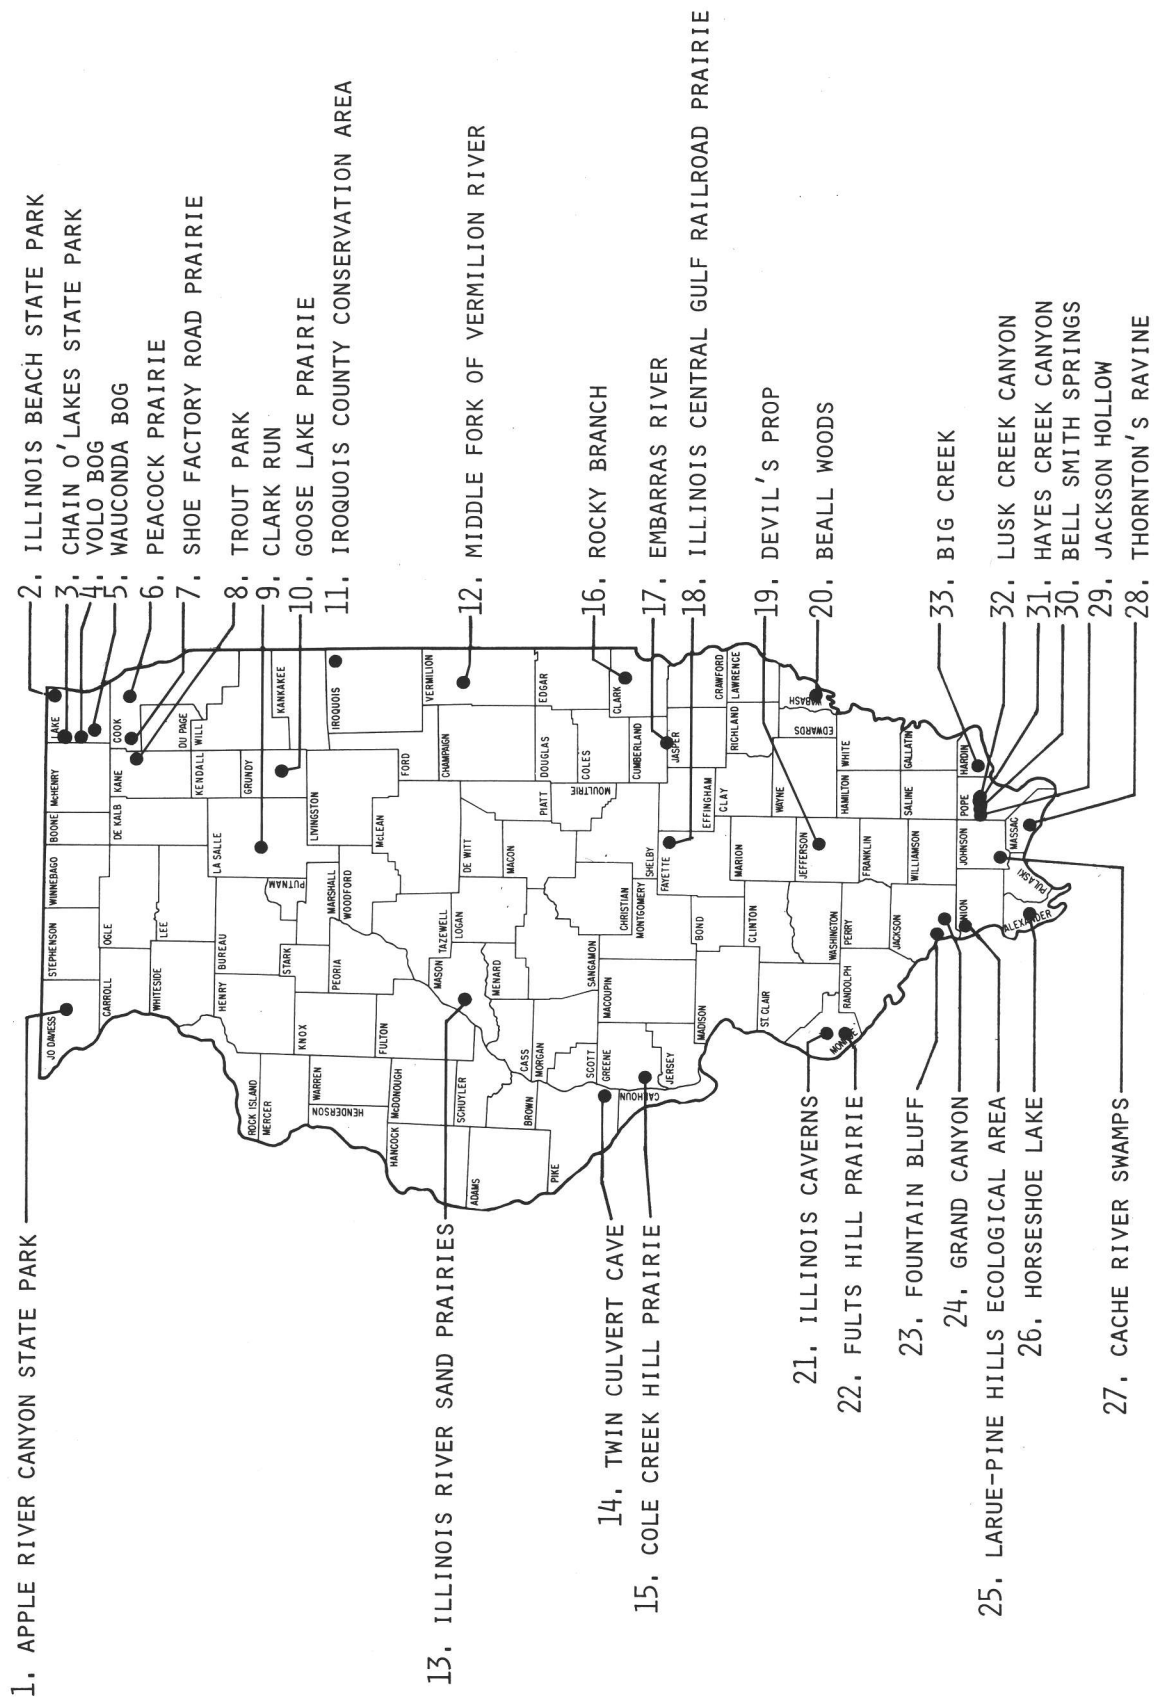 1. APPLE RIVER CANYON STATE PARK
2. ILLINOIS BEACH STATE PARK
3. CHAIN O'LAKES STATE PARK
4. VOLO BOG
5. WAUCONDA BOG
6. PEACOCK PRAIRIE
7. SHOE FACTORY ROAD PRAIRIE
8. TROUT PARK
9. CLARK RUN
10. GOOSE LAKE PRAIRIE
11. IROQUOIS COUNTY CONSERVATION AREA
12. MIDDLE FORK OF VERMILION RIVER
13. ILLINOIS RIVER SAND PRAIRIES
14. TWIN CULVERT CAVE
15. COLE CREEK HILL PRAIRIE
16. ROCKY BRANCH
17. EMBARRAS RIVER
18. ILLINOIS CENTRAL GULF RAILROAD PRAIRIE
19. DEVIL'S PROP
20. BEALL WOODS
21. ILLINOIS CAVERNS
22. FULTS HILL PRAIRIE
23. FOUNTAIN BLUFF
24. GRAND CANYON
25. LARUE-PINE HILLS ECOLOGICAL AREA
26. HORSESHOE LAKE
27. CACHE RIVER SWAMPS
33. BIG CREEK
32. LUSK CREEK CANYON
31. HAYES CREEK CANYON
30. BELL SMITH SPRINGS
29. JACKSON HOLLOW
28. THORNTON'S RAVINE
JO DAVIESS
STEPHENSON
WINNEBAGO
BOONE
McHENRY
LAKE
CARROLL
OGLE
DE KALB
KANE
COOK
WHITESIDE
LEE
DU PAGE
KENDALL
WILL
ROCK ISLAND
HENRY
BUREAU
LA SALLE
GRUNDY
KANKAKEE
MERCER
PUTNAM
STARK
KNOX
WARREN
HENDERSON
PEORIA
MARSHALL
WOODFORD
LIVINGSTON
IROQUOIS
FORD
McLEAN
FULTON
McDONOUGH
HANCOCK
SCHUYLER
MASON
TAZEWELL
LOGAN
DE WITT
CHAMPAIGN
VERMILION
ADAMS
BROWN
CASS
MENARD
MACON
PIATT
DOUGLAS
EDGAR
PIKE
MORGAN
SCOTT
SANGAMON
CHRISTIAN
MOULTRIE
COLES
GREENE
MACOUPIN
MONTGOMERY
SHELBY
CUMBERLAND
CLARK
CALHOUN
JERSEY
FAYETTE
EFFINGHAM
JASPER
CRAWFORD
MADISON
BOND
CLAY
RICHLAND
LAWRENCE
ST. CLAIR
CLINTON
MARION
WAYNE
EDWARDS
WABASH
MONROE
RANDOLPH
WASHINGTON
PERRY
JEFFERSON
HAMILTON
WHITE
JACKSON
FRANKLIN
WILLIAMSON
SALINE
GALLATIN
UNION
JOHNSON
POPE
HARDIN
ALEXANDER
PULASKI
MASSAC